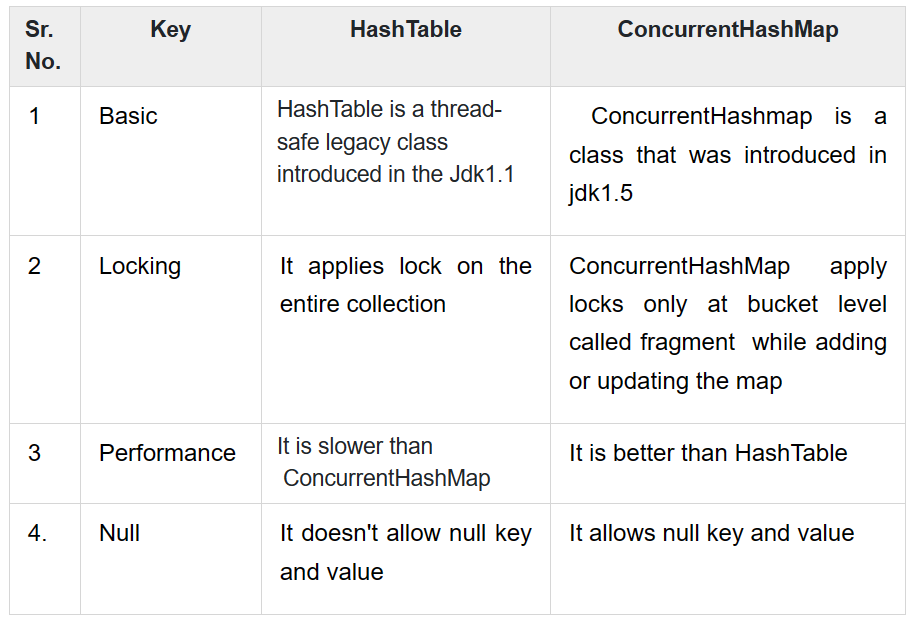 Sr. No. Key HashTable ConcurrentHashMap
1 Basic HashTable is a thread-
safe legacy class
introduced in the Jdk1.1
ConcurrentHashmap is a
class that was introduced in
jdk1.5
2 Locking It applies lock on the
entire collection
ConcurrentHashMap apply
locks only at bucket level
called fragment while adding
or updating the map
3 Performance It is slower than
ConcurrentHashMap
It is better than HashTable
4. Null It doesn't allow null key
and value
It allows null key and value